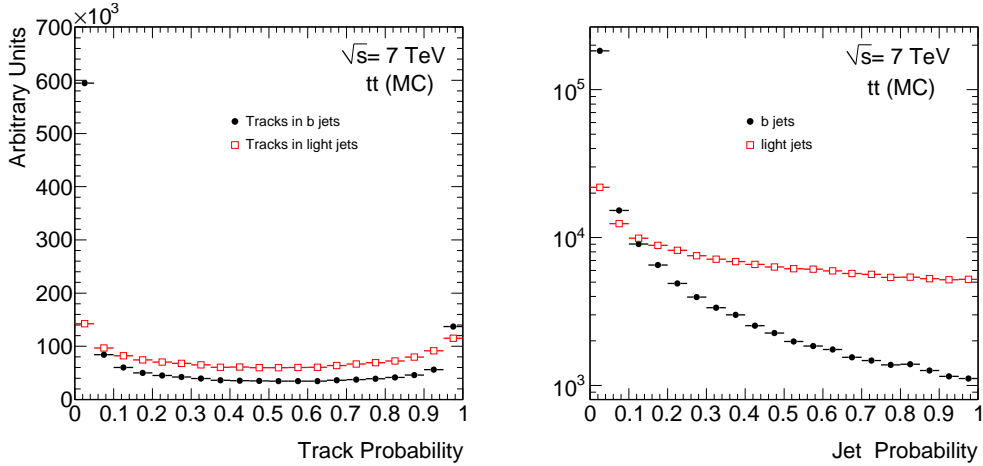 700 ×10³
600
500
400
300
200
100
0
Arbitrary Units
√s= 7 TeV
tt (MC)
Tracks in b jets
Tracks in light jets
0 0.1 0.2 0.3 0.4 0.5 0.6 0.7 0.8 0.9 1
Track Probability
10⁵
10⁴
10³
√s= 7 TeV
tt (MC)
b jets
light jets
0 0.1 0.2 0.3 0.4 0.5 0.6 0.7 0.8 0.9 1
Jet Probability